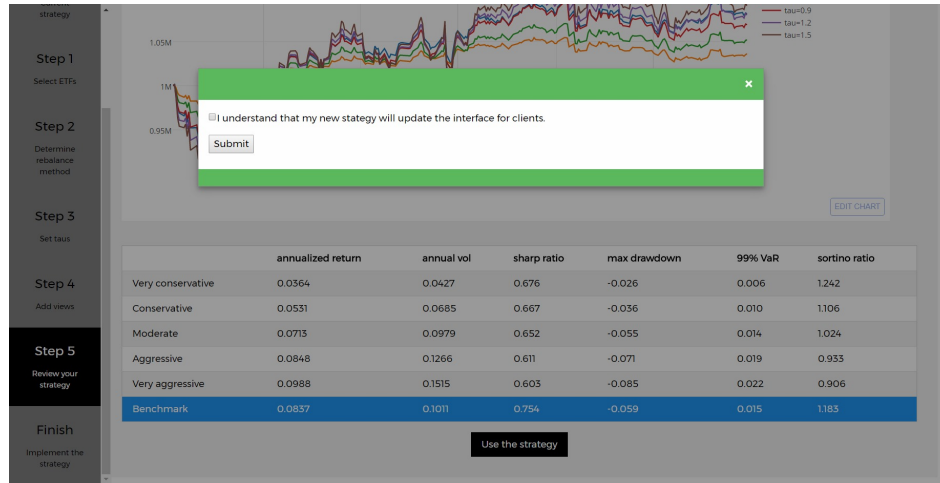 strategy
Step 1
Select ETFs
Step 2
Determine
rebalance
method
Step 3
Set taus
Step 4
Add views
Step 5
Review your
strategy
Finish
Implement the
strategy
1.05M
1M
0.95M
tau=0.9
tau=1.2
tau=1.5
×
I understand that my new stategy will update the interface for clients.
Submit
EDIT CHART
annualized return annual vol sharp ratio max drawdown 99% VaR sortino ratio
Very conservative 0.0364 0.0427 0.676 -0.026 0.006 1.242
Conservative 0.0531 0.0685 0.667 -0.036 0.010 1.106
Moderate 0.0713 0.0979 0.652 -0.055 0.014 1.024
Aggressive 0.0848 0.1266 0.611 -0.071 0.019 0.933
Very aggressive 0.0988 0.1515 0.603 -0.085 0.022 0.906
Benchmark 0.0837 0.1011 0.754 -0.059 0.015 1.183
Use the strategy